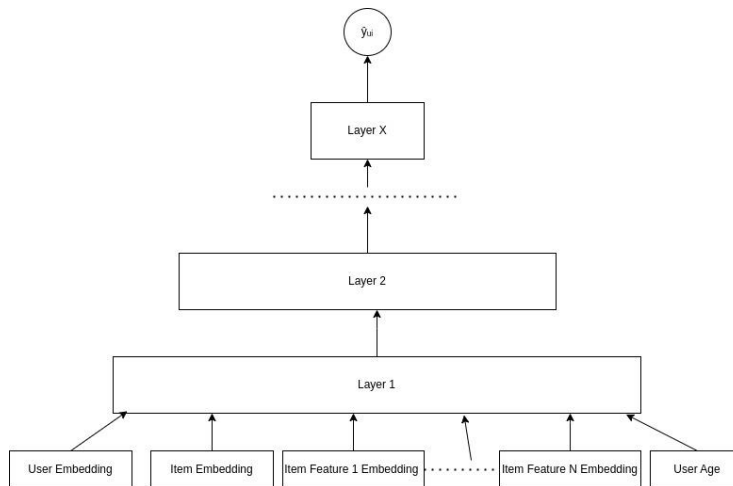 ŷᵤᵢ
Layer X
Layer 2
Layer 1
User Embedding
Item Embedding
Item Feature 1 Embedding
Item Feature N Embedding
User Age